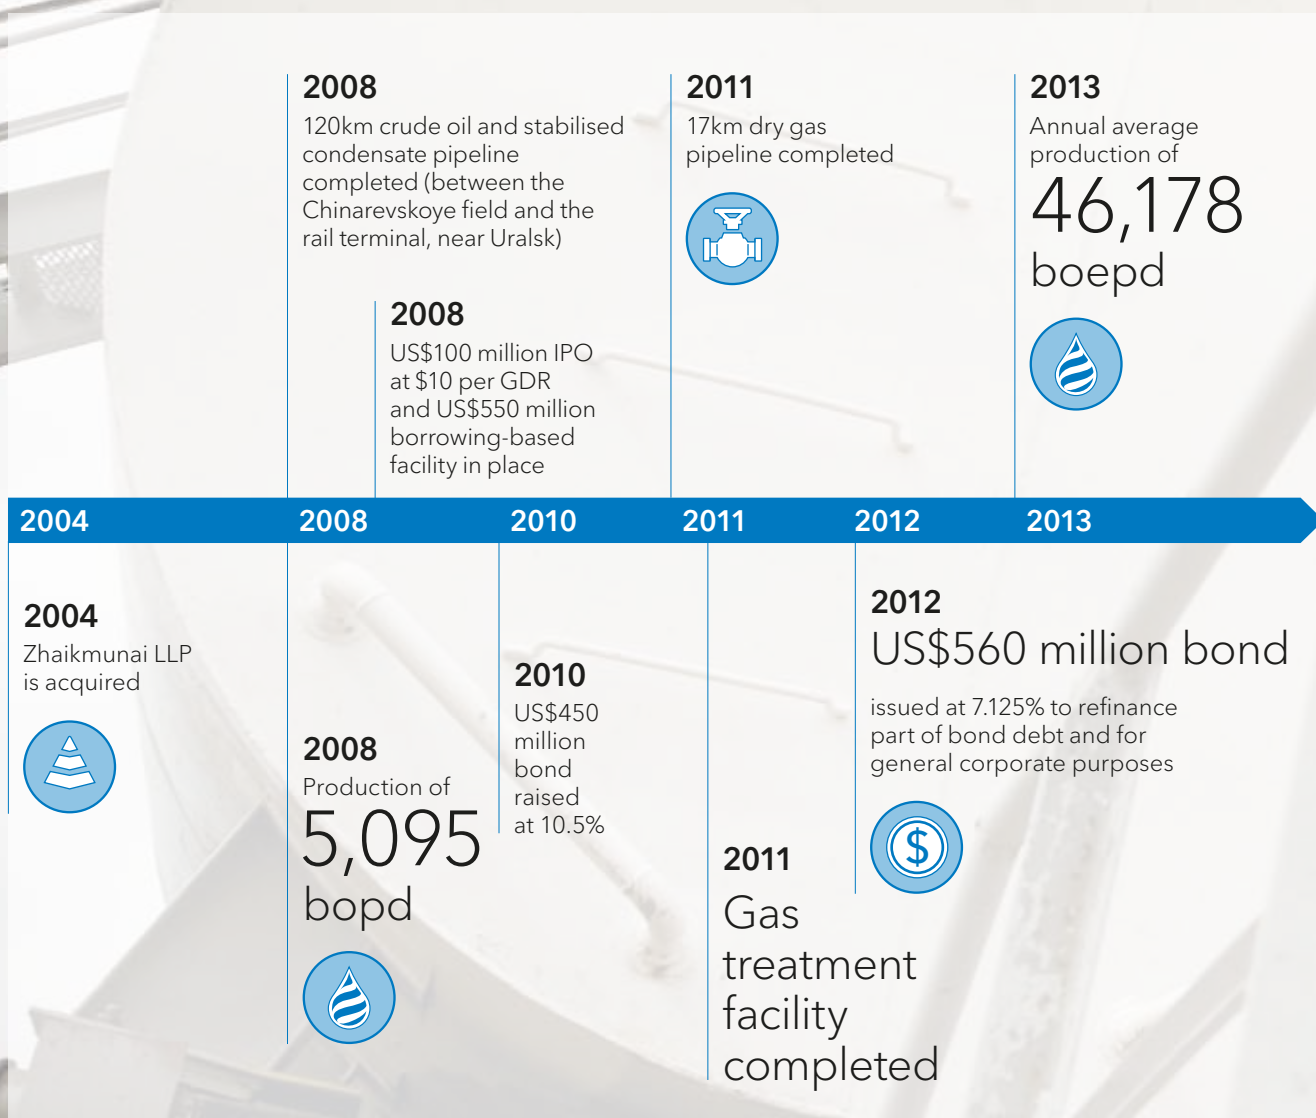 2008
120km crude oil and stabilised
condensate pipeline
completed (between the
Chinarevskoye field and the
rail terminal, near Uralsk)
2008
US$100 million IPO
at $10 per GDR
and US$550 million
borrowing-based
facility in place
2011
17km dry gas
pipeline completed
2013
Annual average
production of
46,178
boepd
2004
2008
2010
2011
2012
2013
2004
Zhaikmunai LLP
is acquired
2008
Production of
5,095
bopd
2010
US$450
million
bond
raised
at 10.5%
2011
Gas
treatment
facility
completed
2012
US$560 million bond
issued at 7.125% to refinance
part of bond debt and for
general corporate purposes
$